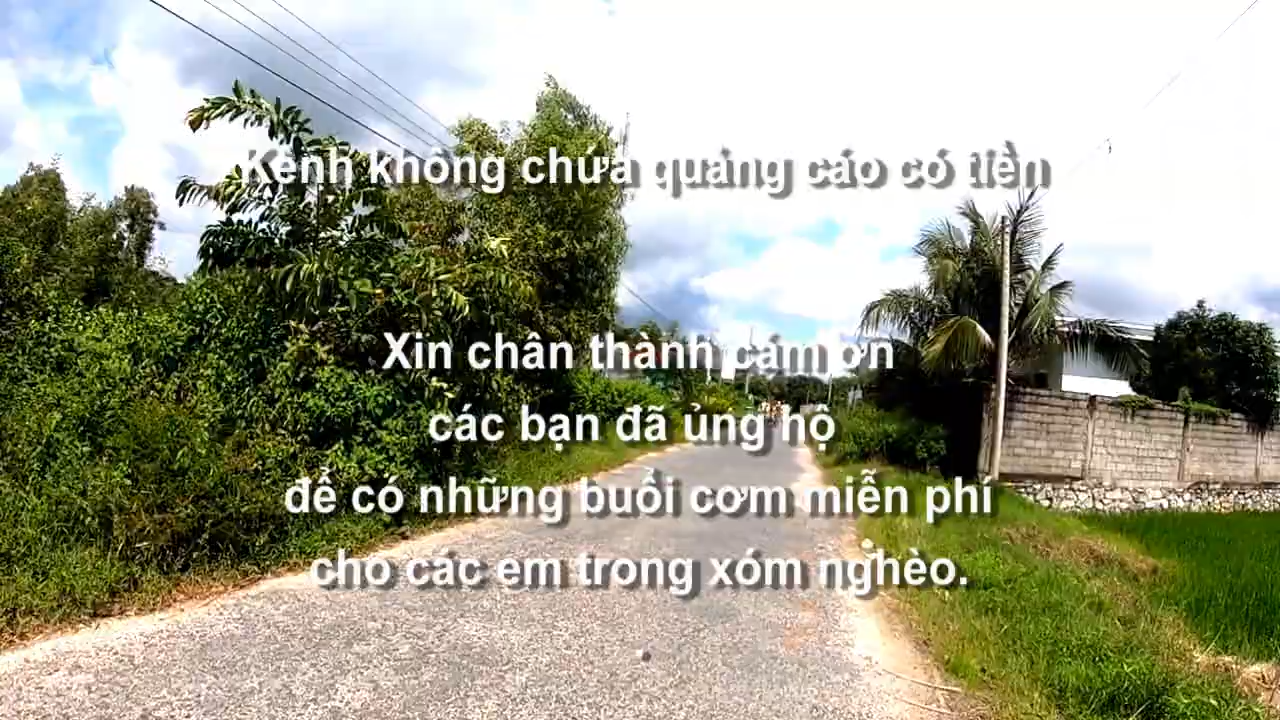 Kênh không chứa quảng cáo có tiền
Xin chân thành cám ơn
các bạn đã ủng hộ
để có những buổi cơm miễn phí
cho các em trong xóm nghèo.